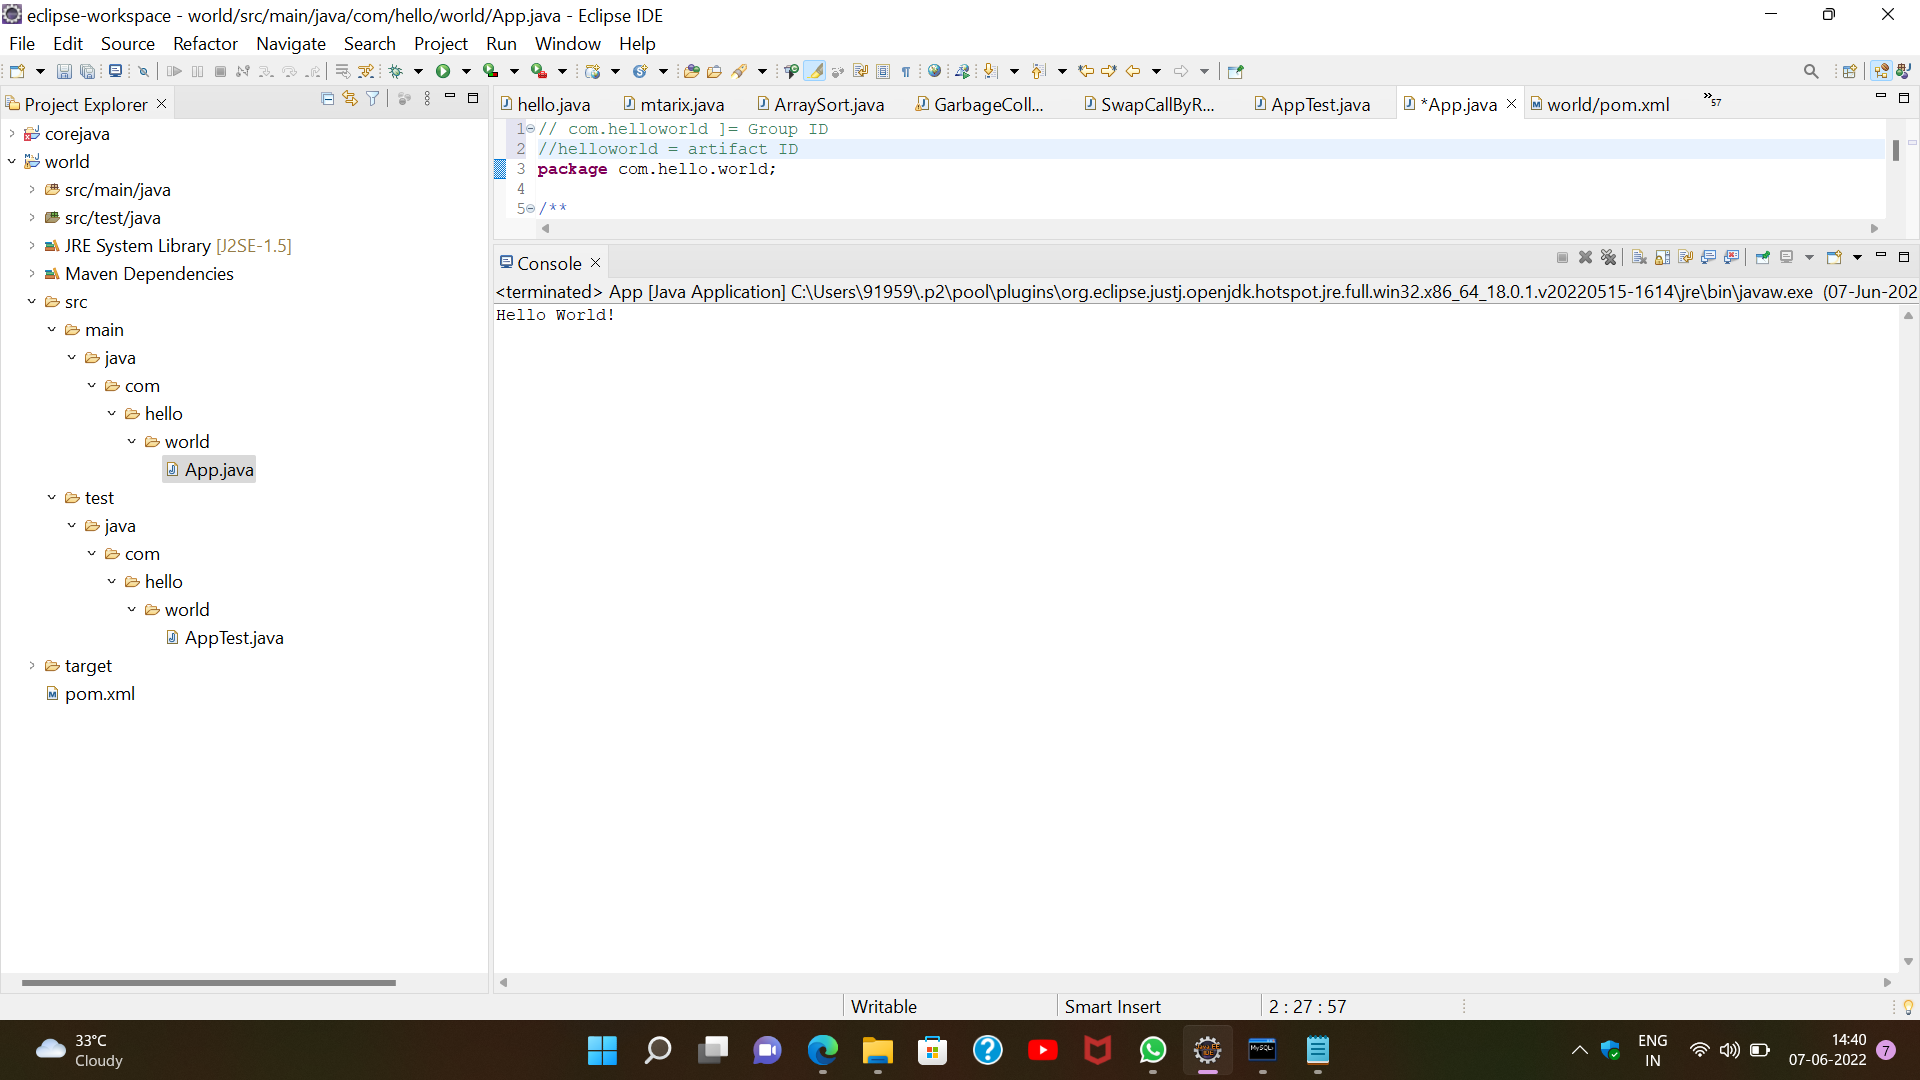 eclipse-workspace - world/src/main/java/com/hello/world/App.java - Eclipse IDE
File Edit Source Refactor Navigate Search Project Run Window Help
Project Explorer
corejava
world
src/main/java
src/test/java
JRE System Library [J2SE-1.5]
Maven Dependencies
src
main
java
com
hello
world
App.java
test
java
com
hello
world
AppTest.java
target
pom.xml
hello.java mtarix.java ArraySort.java GarbageColl... SwapCallByR... AppTest.java *App.java world/pom.xml »57
1 // com.helloworld ]= Group ID
2 //helloworld = artifact ID
3 package com.hello.world;
4
5 /**
Console
<terminated> App [Java Application] C:\Users\91959\.p2\pool\plugins\org.eclipse.justj.openjdk.hotspot.jre.full.win32.x86_64_18.0.1.v20220515-1614\jre\bin\javaw.exe (07-Jun-202
Hello World!
Writable Smart Insert 2 : 27 : 57
33°C
Cloudy
MySQL
ENG
IN
14:40
07-06-2022
7